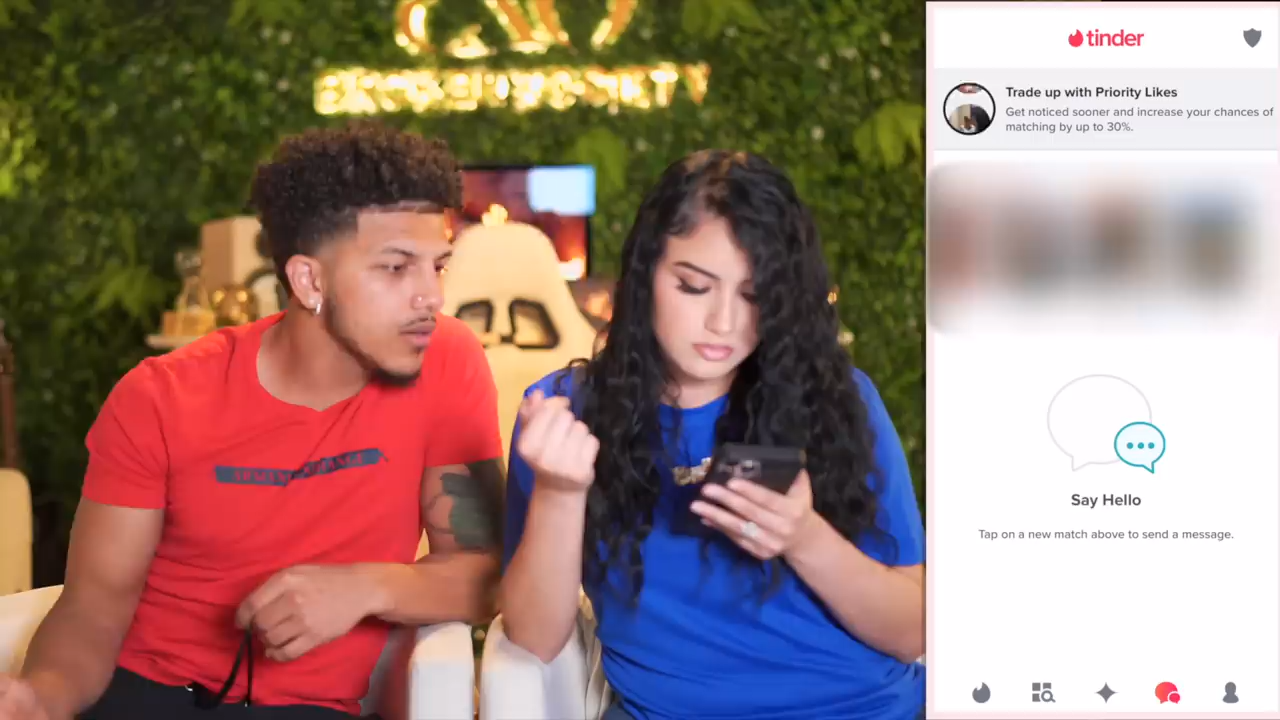 tinder
Trade up with Priority Likes
Get noticed sooner and increase your chances of
matching by up to 30%.
Say Hello
Tap on a new match above to send a message.